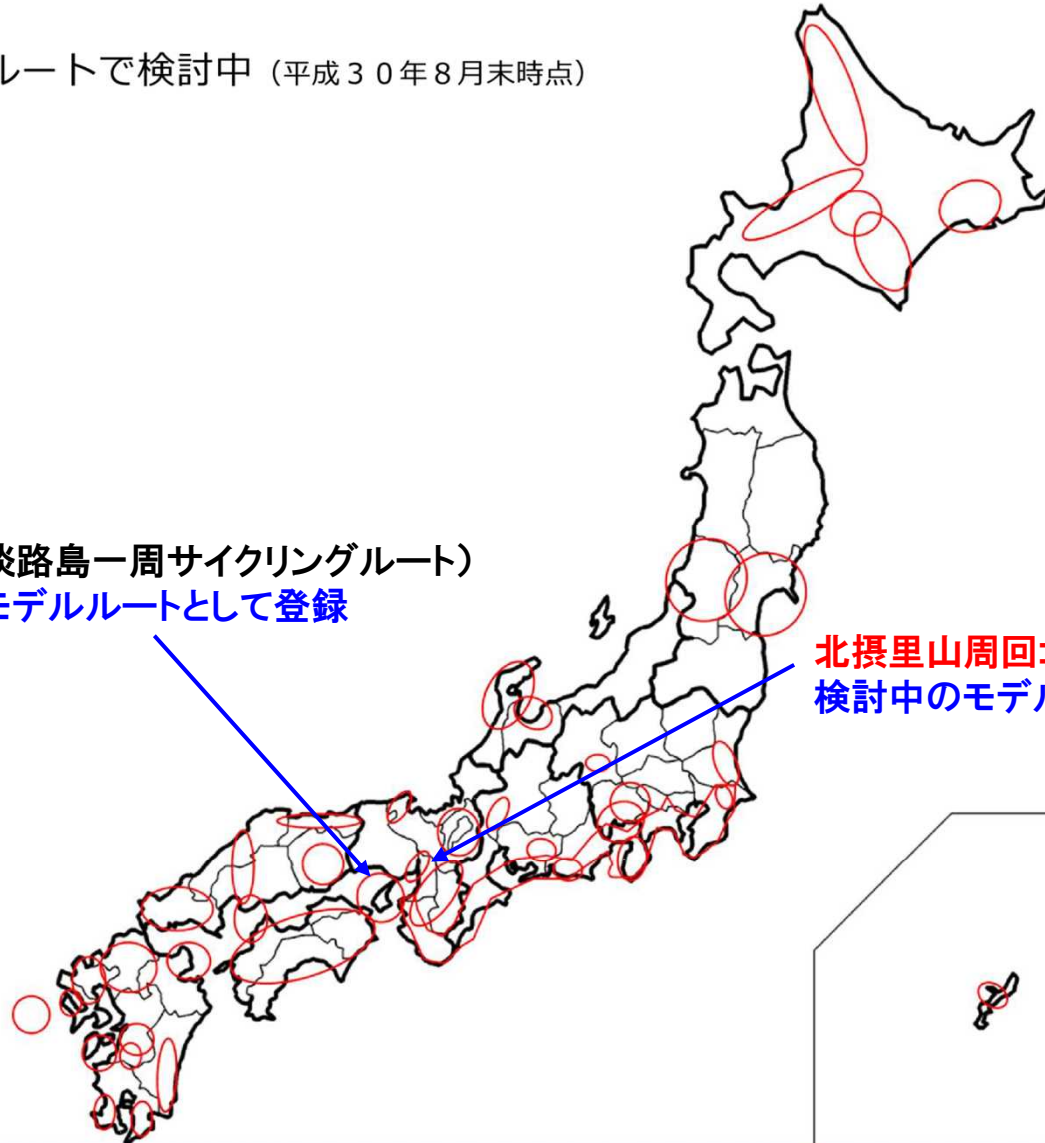 ルートで検討中（平成３０年８月末時点）
淡路島一周サイクリングルート）
モデルルートとして登録
北摂里山周回コ
検討中のモデル